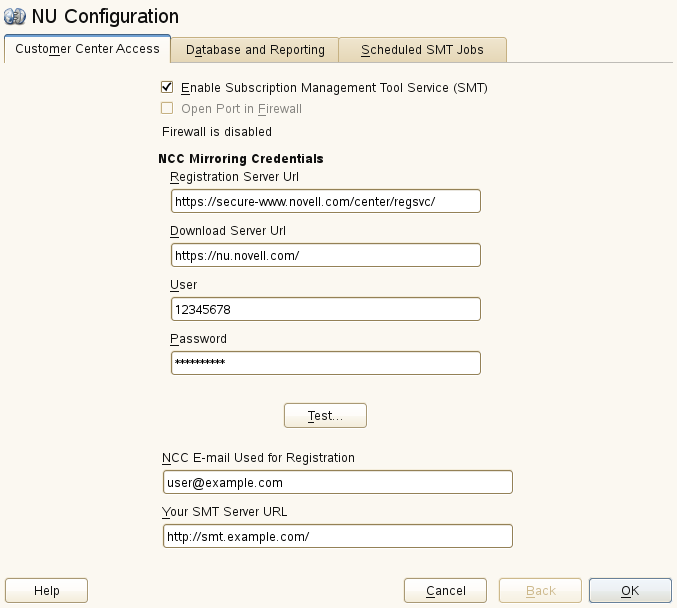 NU Configuration
Customer Center Access
Database and Reporting
Scheduled SMT Jobs
Enable Subscription Management Tool Service (SMT)
Open Port in Firewall
Firewall is disabled
NCC Mirroring Credentials
Registration Server Url
https://secure-www.novell.com/center/regsvc/
Download Server Url
https://nu.novell.com/
User
12345678
Password
**********
Test...
NCC E-mail Used for Registration
user@example.com
Your SMT Server URL
http://smt.example.com/
Help
Cancel
Back
OK